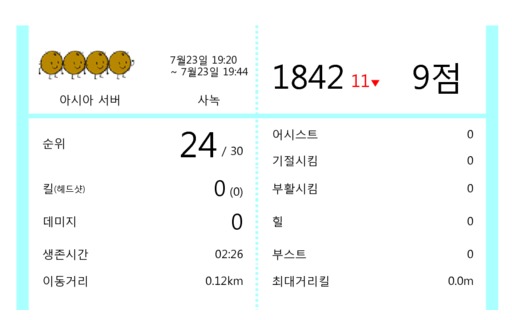 7월23일 19:20
~ 7월23일 19:44
아시아 서버
사녹
1842 11▼ 9점
순위 24 / 30
킬(헤드샷) 0 (0)
데미지 0
생존시간 02:26
이동거리 0.12km
어시스트 0
기절시킴 0
부활시킴 0
힐 0
부스트 0
최대거리킬 0.0m